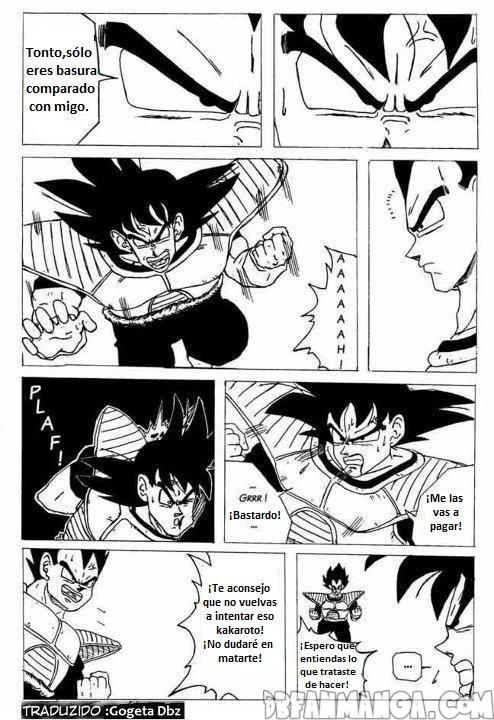 Tonto,sólo
eres basura
comparado
con migo.
AAAAAAAH!
PLAF!
...
GRRR!
¡Bastardo!
...
¡Me las
vas a
pagar!
¡Te aconsejo
que no vuelvas
a intentar eso
kakaroto!
¡No dudaré en
matarte!
¡Espero que
entiendas lo
que trataste
de hacer!
...
TRADUZIDO :Gogeta Dbz
DBFANMANGA.COM